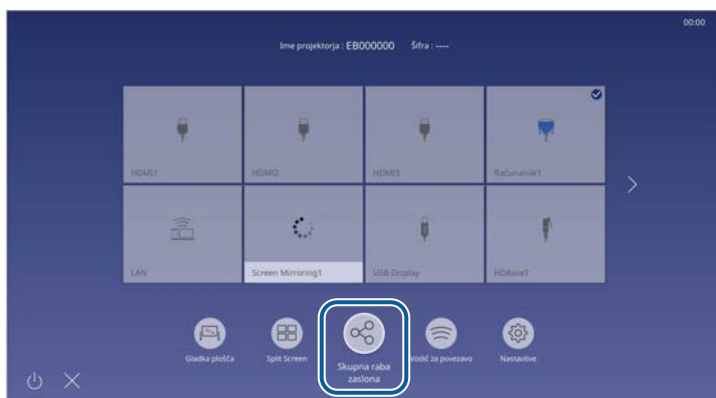 00:00
Ime projektorja : EB000000 Šifra : ----
HDMI1 HDMI2 HDMI3 Računalnik1
LAN Screen Mirroring1 USB Display HDBaseT
Gladka plošča Split Screen Skupna raba zaslona Vodič za povezavo Nastavitve